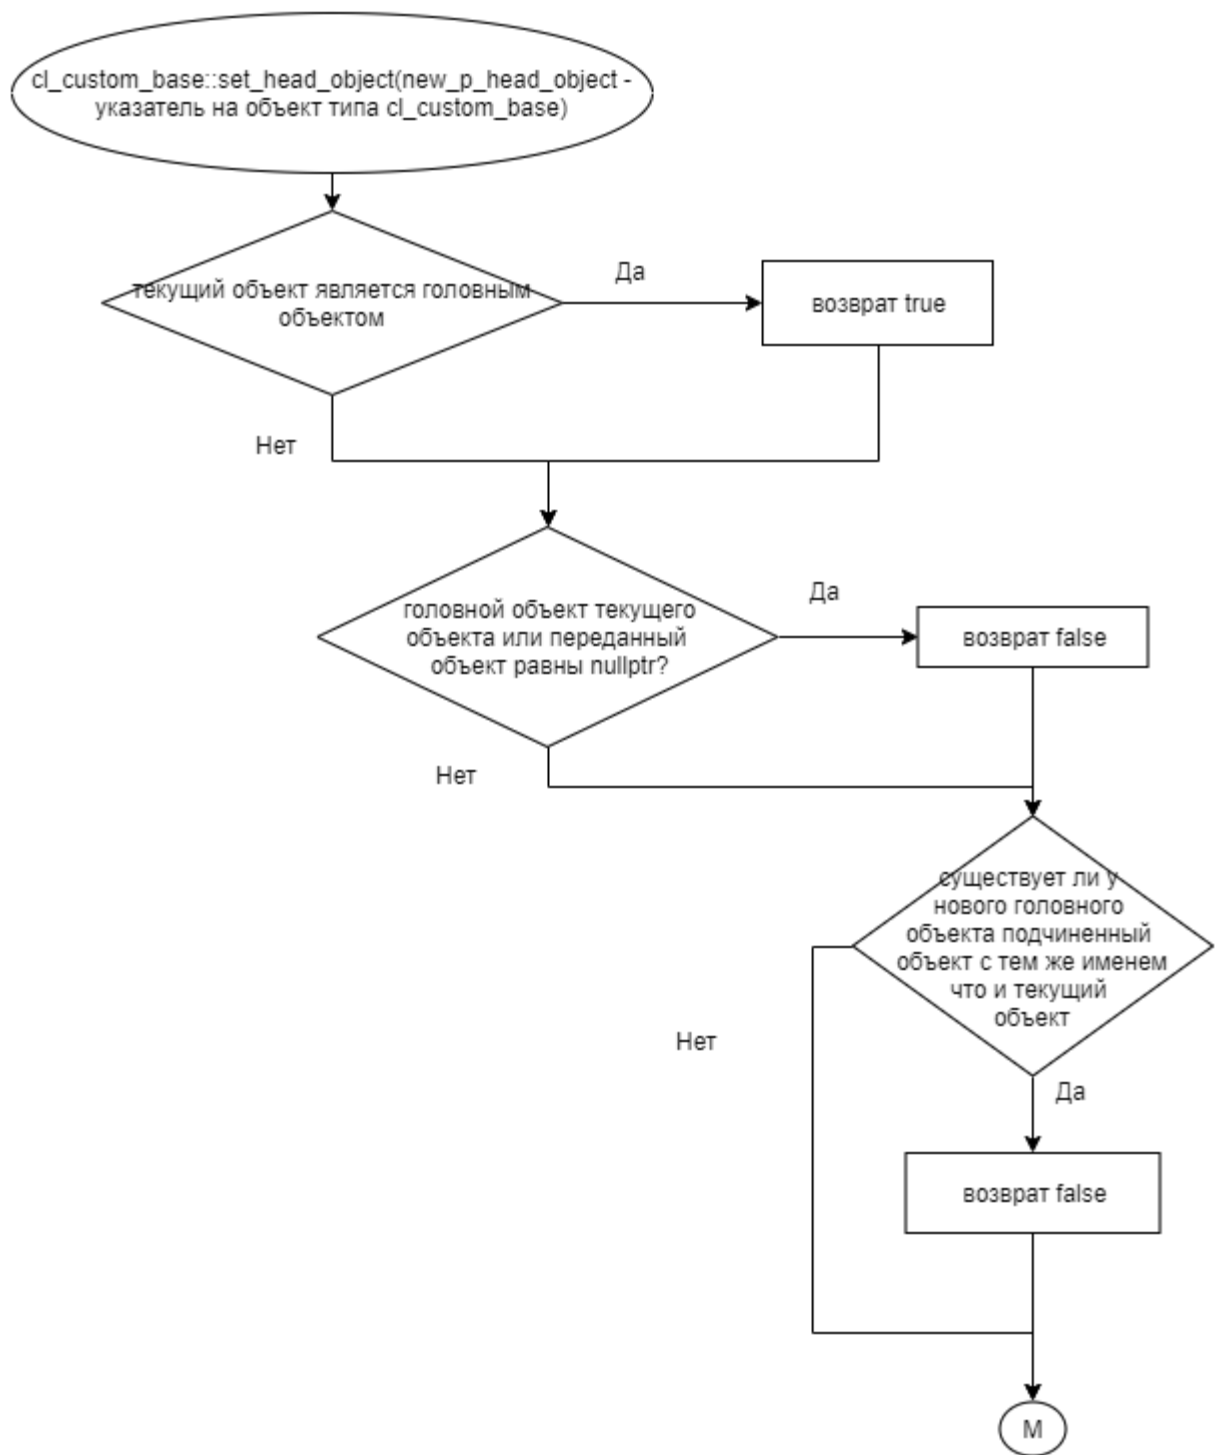 cl_custom_base::set_head_object(new_p_head_object -
указатель на объект типа cl_custom_base)
текущий объект является головным
объектом
Да
возврат true
Нет
головной объект текущего
объекта или переданный
объект равны nullptr?
Да
возврат false
Нет
существует ли у
нового головного
объекта подчиненный
объект с тем же именем
что и текущий
объект
Нет
Да
возврат false
М